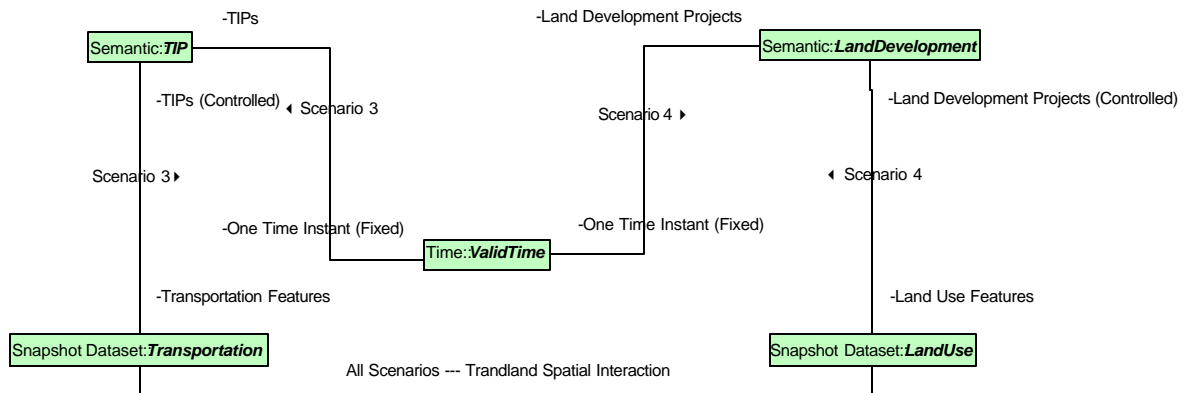 -TIPs
-Land Development Projects
Semantic:TIP
Semantic:LandDevelopment
-TIPs (Controlled)
Scenario 3
Scenario 4
-Land Development Projects (Controlled)
Scenario 3
Scenario 4
-One Time Instant (Fixed)
-One Time Instant (Fixed)
Time::ValidTime
-Transportation Features
-Land Use Features
Snapshot Dataset:Transportation
Snapshot Dataset:LandUse
All Scenarios --- Trandland Spatial Interaction